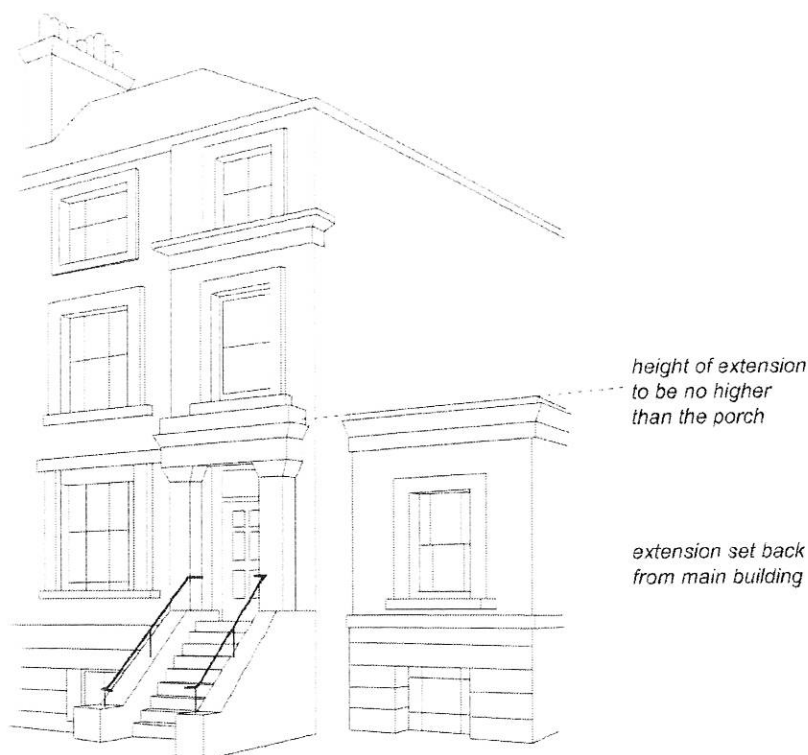 height of extension
to be no higher
than the porch
extension set back
from main building